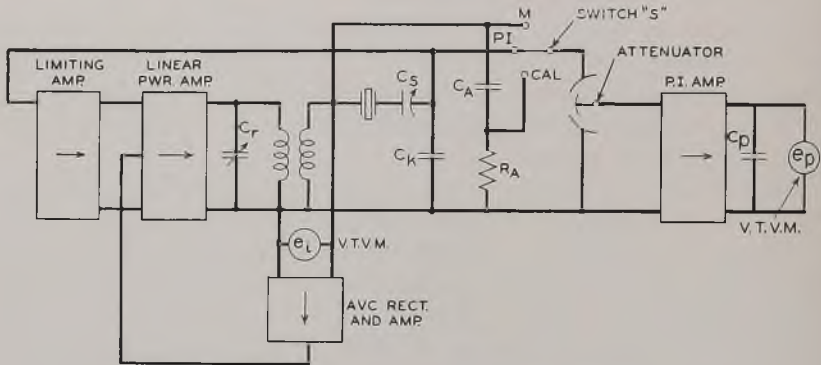 M
SWITCH "S"
PI
ATTENUATOR
LIMITING
AMP.
LINEAR
PWR. AMP.
P.I. AMP.
CS
CA
CAL
Cr
CK
RA
CP
eP
V.T.V.M.
eL
V.T.V.M.
AVC RECT.
AND AMP.